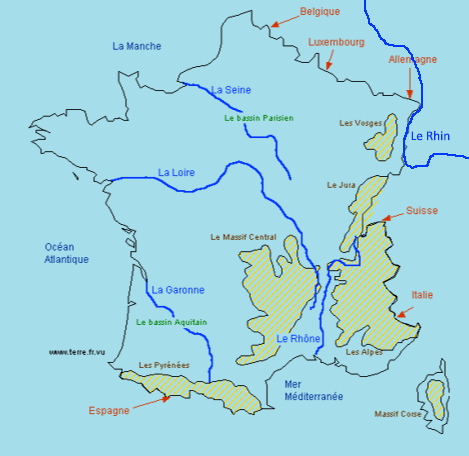 Belgique
La Manche
Luxembourg
Allemagne
La Seine
Le bassin Parisien
Les Vosges
Le Rhin
La Loire
Le Jura
Suisse
Le Massif Central
Océan
Atlantique
La Garonne
Italie
Le bassin Aquitain
Le Rhône
www.terre.fr.vu
Les Alpes
Les Pyrénées
Mer
Méditerranée
Espagne
Massif Corse